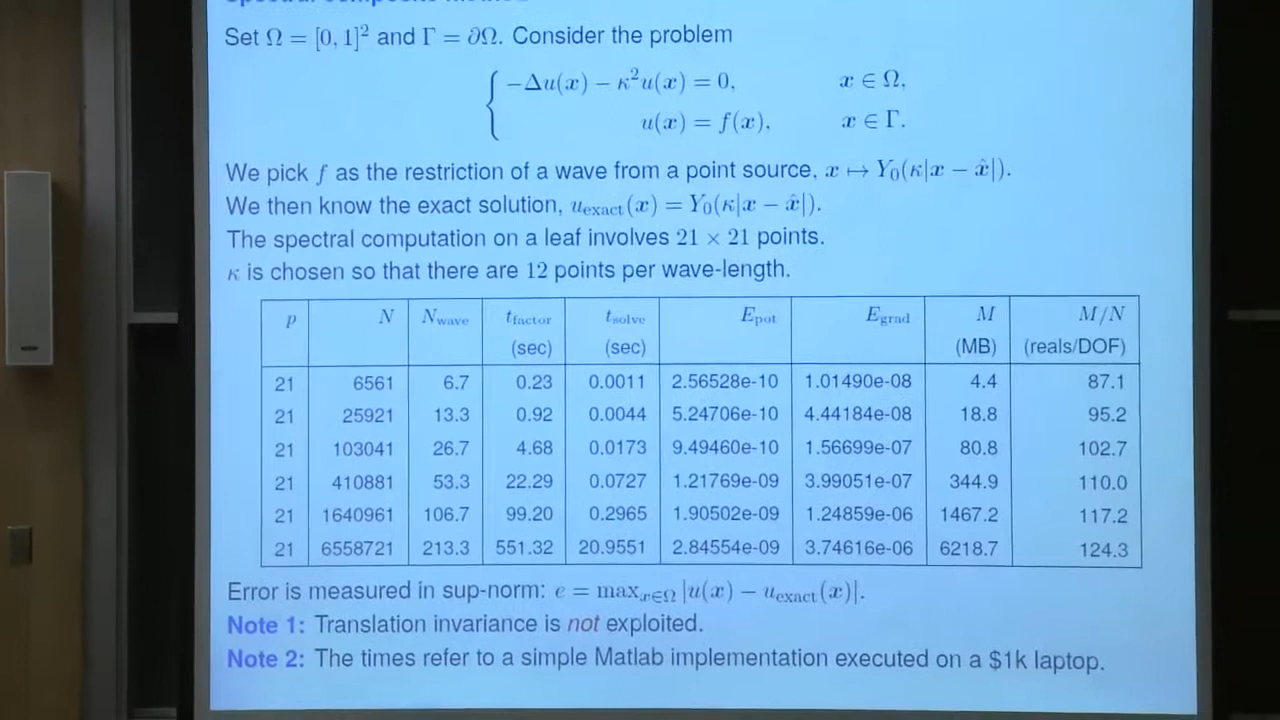 Set Ω = [0, 1]² and Γ = ∂Ω. Consider the problem
−Δu(x) − κ²u(x) = 0, x ∈ Ω,
u(x) = f(x), x ∈ Γ.
We pick f as the restriction of a wave from a point source, x ↦ Y₀(κ|x − x̂|).
We then know the exact solution, u_exact(x) = Y₀(κ|x − x̂|).
The spectral computation on a leaf involves 21 × 21 points.
κ is chosen so that there are 12 points per wave-length.
p N N_wave t_factor t_solve E_pot E_grad M M/N
(sec) (sec) (MB) (reals/DOF)
21 6561 6.7 0.23 0.0011 2.56528e-10 1.01490e-08 4.4 87.1
21 25921 13.3 0.92 0.0044 5.24706e-10 4.44184e-08 18.8 95.2
21 103041 26.7 4.68 0.0173 9.49460e-10 1.56699e-07 80.8 102.7
21 410881 53.3 22.29 0.0727 1.21769e-09 3.99051e-07 344.9 110.0
21 1640961 106.7 99.20 0.2965 1.90502e-09 1.24859e-06 1467.2 117.2
21 6558721 213.3 551.32 20.9551 2.84554e-09 3.74616e-06 6218.7 124.3
Error is measured in sup-norm: e = max_{x∈Ω} |u(x) − u_exact(x)|.
Note 1: Translation invariance is not exploited.
Note 2: The times refer to a simple Matlab implementation executed on a $1k laptop.